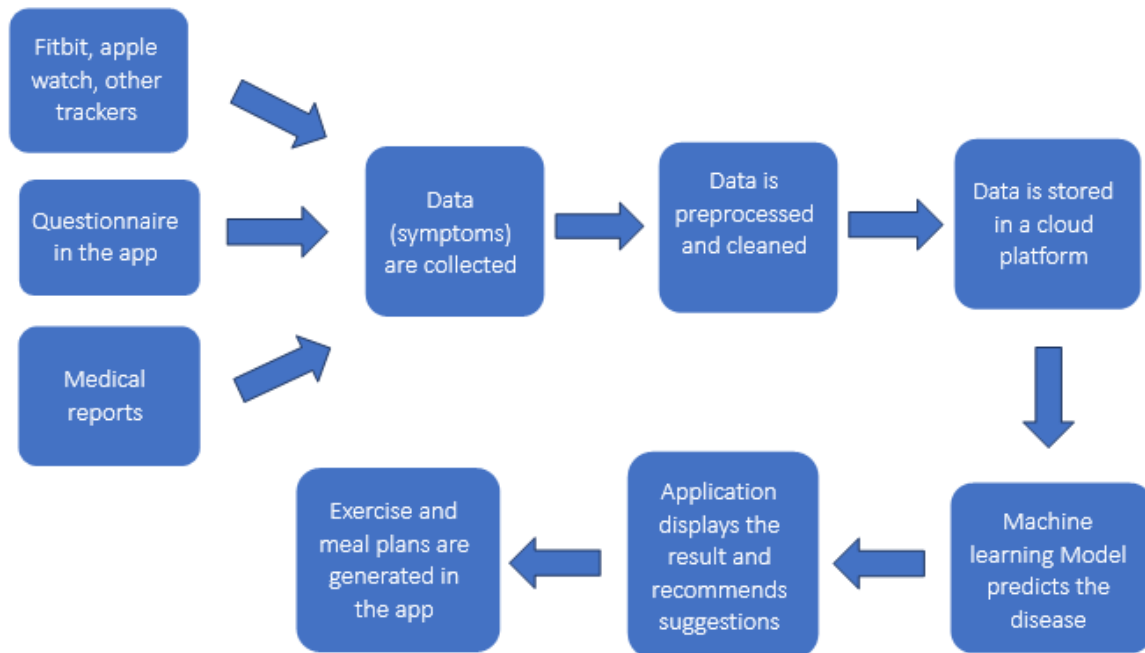 Fitbit, apple
watch, other
trackers
Questionnaire
in the app
Medical
reports
Data
(symptoms)
are collected
Data is
preprocessed
and cleaned
Data is stored
in a cloud
platform
Machine
learning Model
predicts the
disease
Application
displays the
result and
recommends
suggestions
Exercise and
meal plans are
generated in
the app